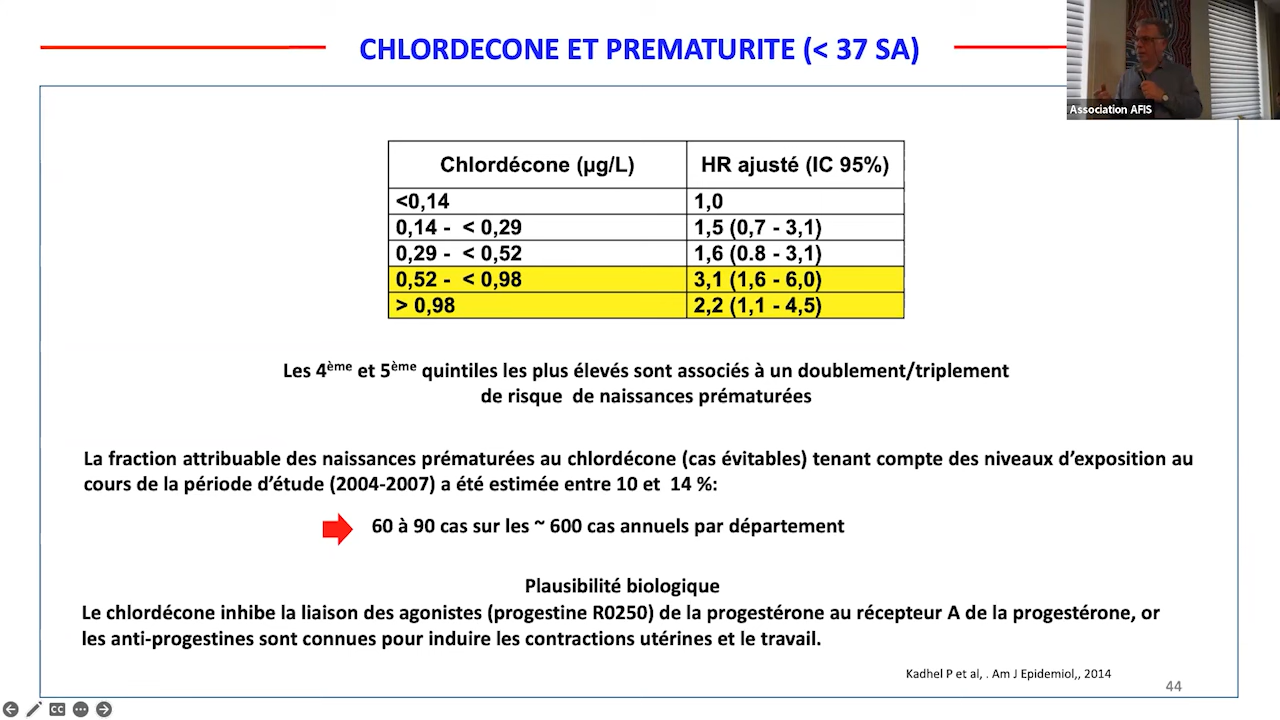 CHLORDECONE ET PREMATURITE (< 37 SA)
Association AFIS
Chlordécone (µg/L) HR ajusté (IC 95%)
<0,14 1,0
0,14 - < 0,29 1,5 (0,7 - 3,1)
0,29 - < 0,52 1,6 (0.8 - 3,1)
0,52 - < 0,98 3,1 (1,6 - 6,0)
> 0,98 2,2 (1,1 - 4,5)
Les 4ème et 5ème quintiles les plus élevés sont associés à un doublement/triplement
de risque de naissances prématurées
La fraction attribuable des naissances prématurées au chlordécone (cas évitables) tenant compte des niveaux d'exposition au
cours de la période d'étude (2004-2007) a été estimée entre 10 et 14 %:
60 à 90 cas sur les ~ 600 cas annuels par département
Plausibilité biologique
Le chlordécone inhibe la liaison des agonistes (progestine R0250) de la progestérone au récepteur A de la progestérone, or
les anti-progestines sont connues pour induire les contractions utérines et le travail.
Kadhel P et al, . Am J Epidemiol,, 2014
44
CC